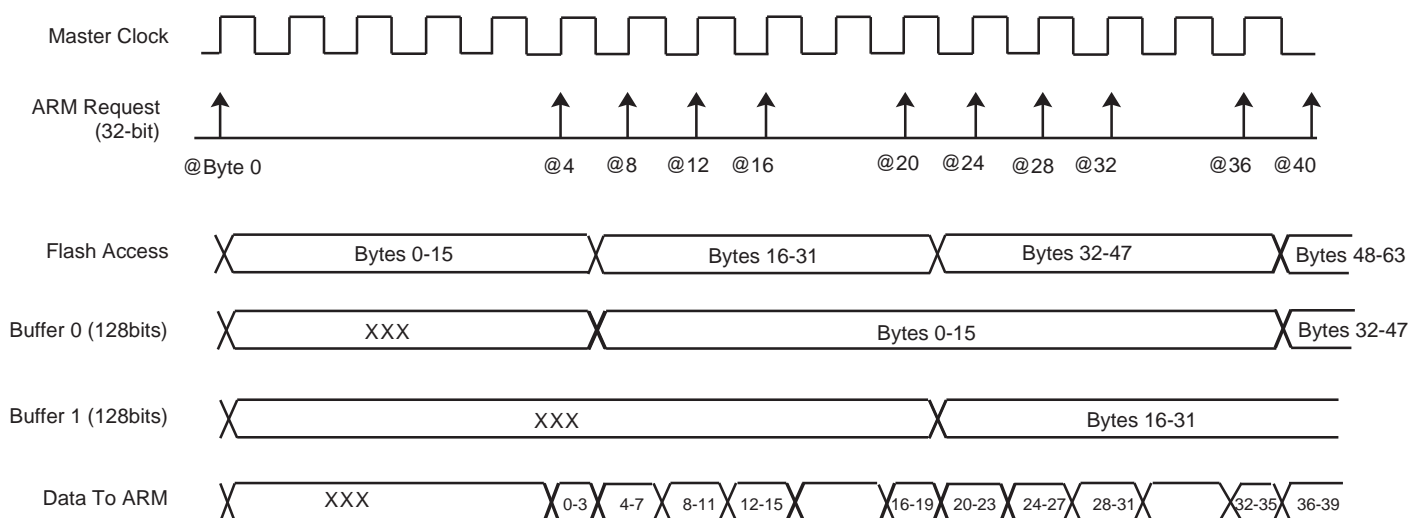 Master Clock
ARM Request
(32-bit)
@Byte 0 @4 @8 @12 @16 @20 @24 @28 @32 @36 @40
Flash Access Bytes 0-15 Bytes 16-31 Bytes 32-47 Bytes 48-63
Buffer 0 (128bits) XXX Bytes 0-15 Bytes 32-47
Buffer 1 (128bits) XXX Bytes 16-31
Data To ARM XXX 0-3 4-7 8-11 12-15 16-19 20-23 24-27 28-31 32-35 36-39